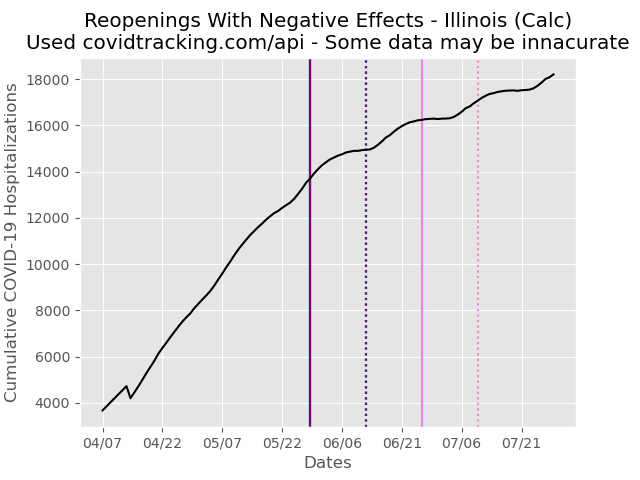 Reopenings With Negative Effects - Illinois (Calc)
Used covidtracking.com/api - Some data may be innacurate
Cumulative COVID-19 Hospitalizations
18000
16000
14000
12000
10000
8000
6000
4000
04/07 04/22 05/07 05/22 06/06 06/21 07/06 07/21
Dates